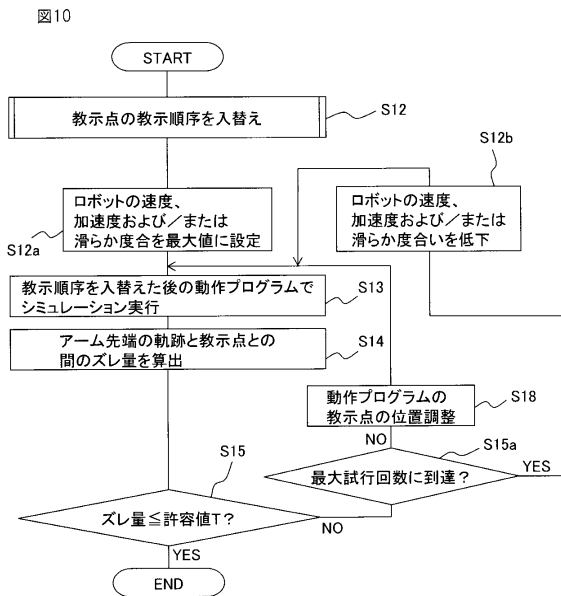 図10
START
教示点の教示順序を入替え
S12
S12b
ロボットの速度、
加速度および／または
滑らか度合を最大値に設定
S12a
ロボットの速度、
加速度および／または
滑らか度合いを低下
教示順序を入替えた後の動作プログラムで
シミュレーション実行
S13
アーム先端の軌跡と教示点との
間のズレ量を算出
S14
動作プログラムの
教示点の位置調整
S18
NO
S15a
最大試行回数に到達？
YES
S15
ズレ量≦許容値T？
NO
YES
END